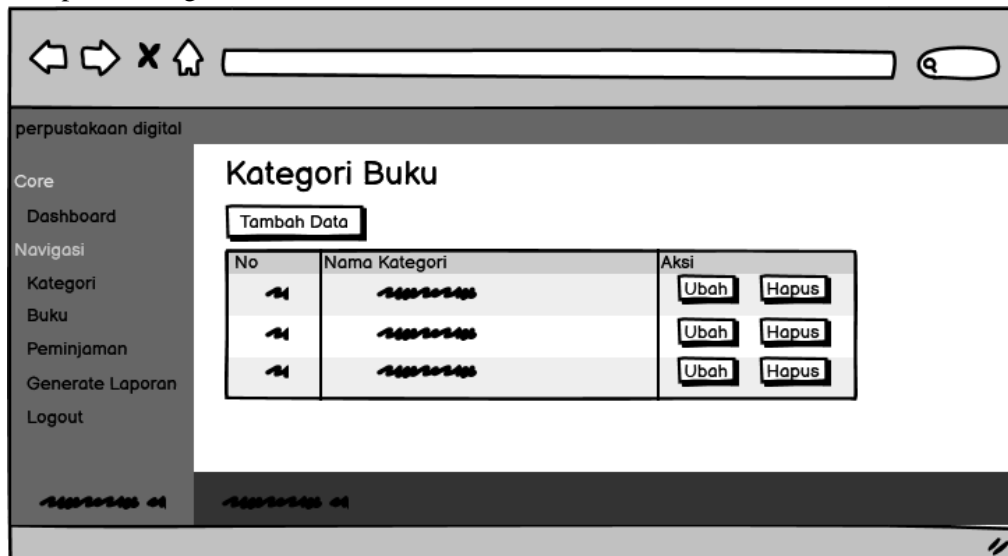 perpustakaan digital
Core
Dashboard
Navigasi
Kategori
Buku
Peminjaman
Generate Laporan
Logout
Kategori Buku
Tambah Data
No Nama Kategori Aksi
Ubah Hapus
Ubah Hapus
Ubah Hapus